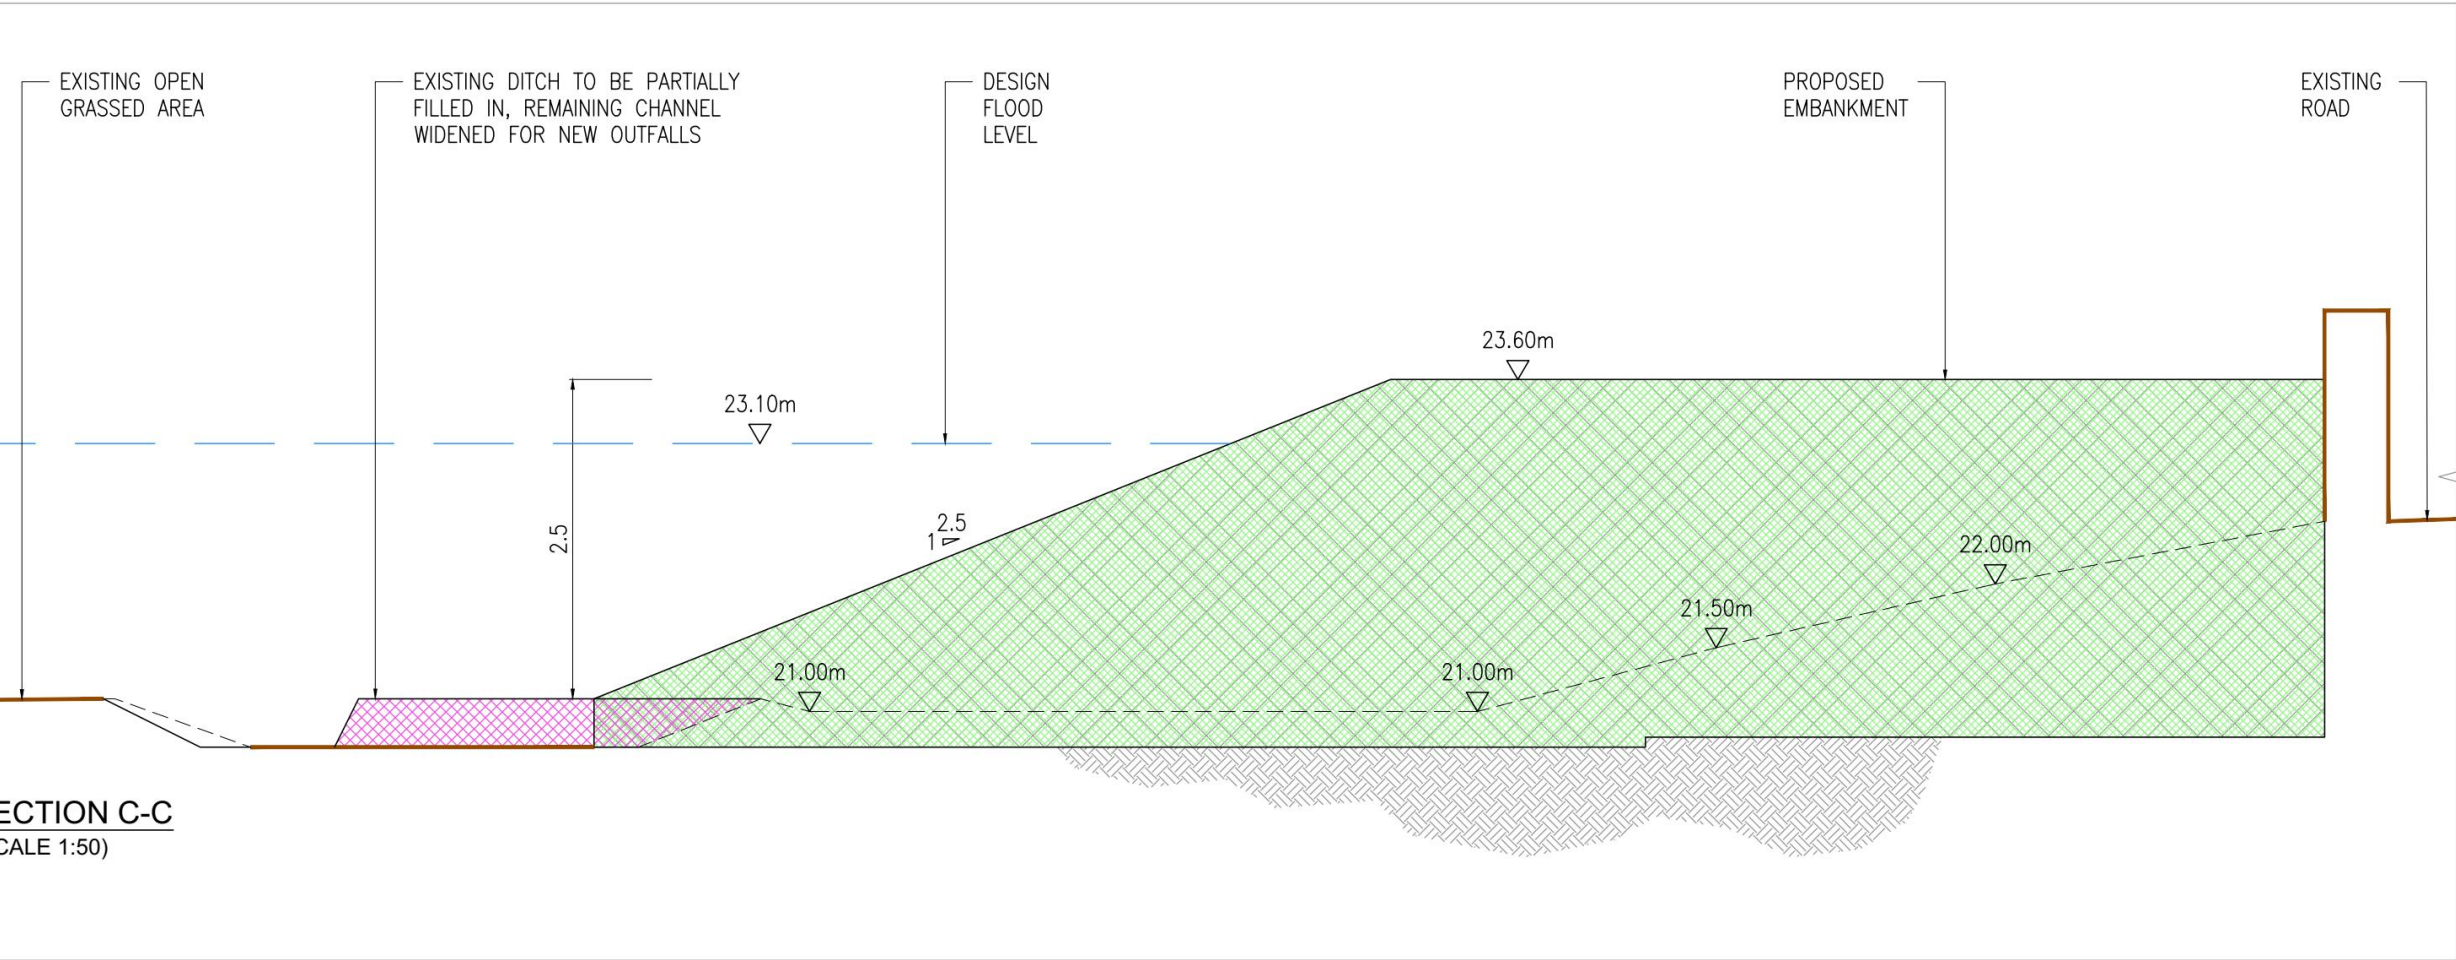 EXISTING OPEN
GRASSED AREA
EXISTING DITCH TO BE PARTIALLY
FILLED IN, REMAINING CHANNEL
WIDENED FOR NEW OUTFALLS
DESIGN
FLOOD
LEVEL
PROPOSED
EMBANKMENT
EXISTING
ROAD
23.60m
23.10m
2.5
2.5
1
22.00m
21.50m
21.00m
21.00m
ECTION C-C
CALE 1:50)